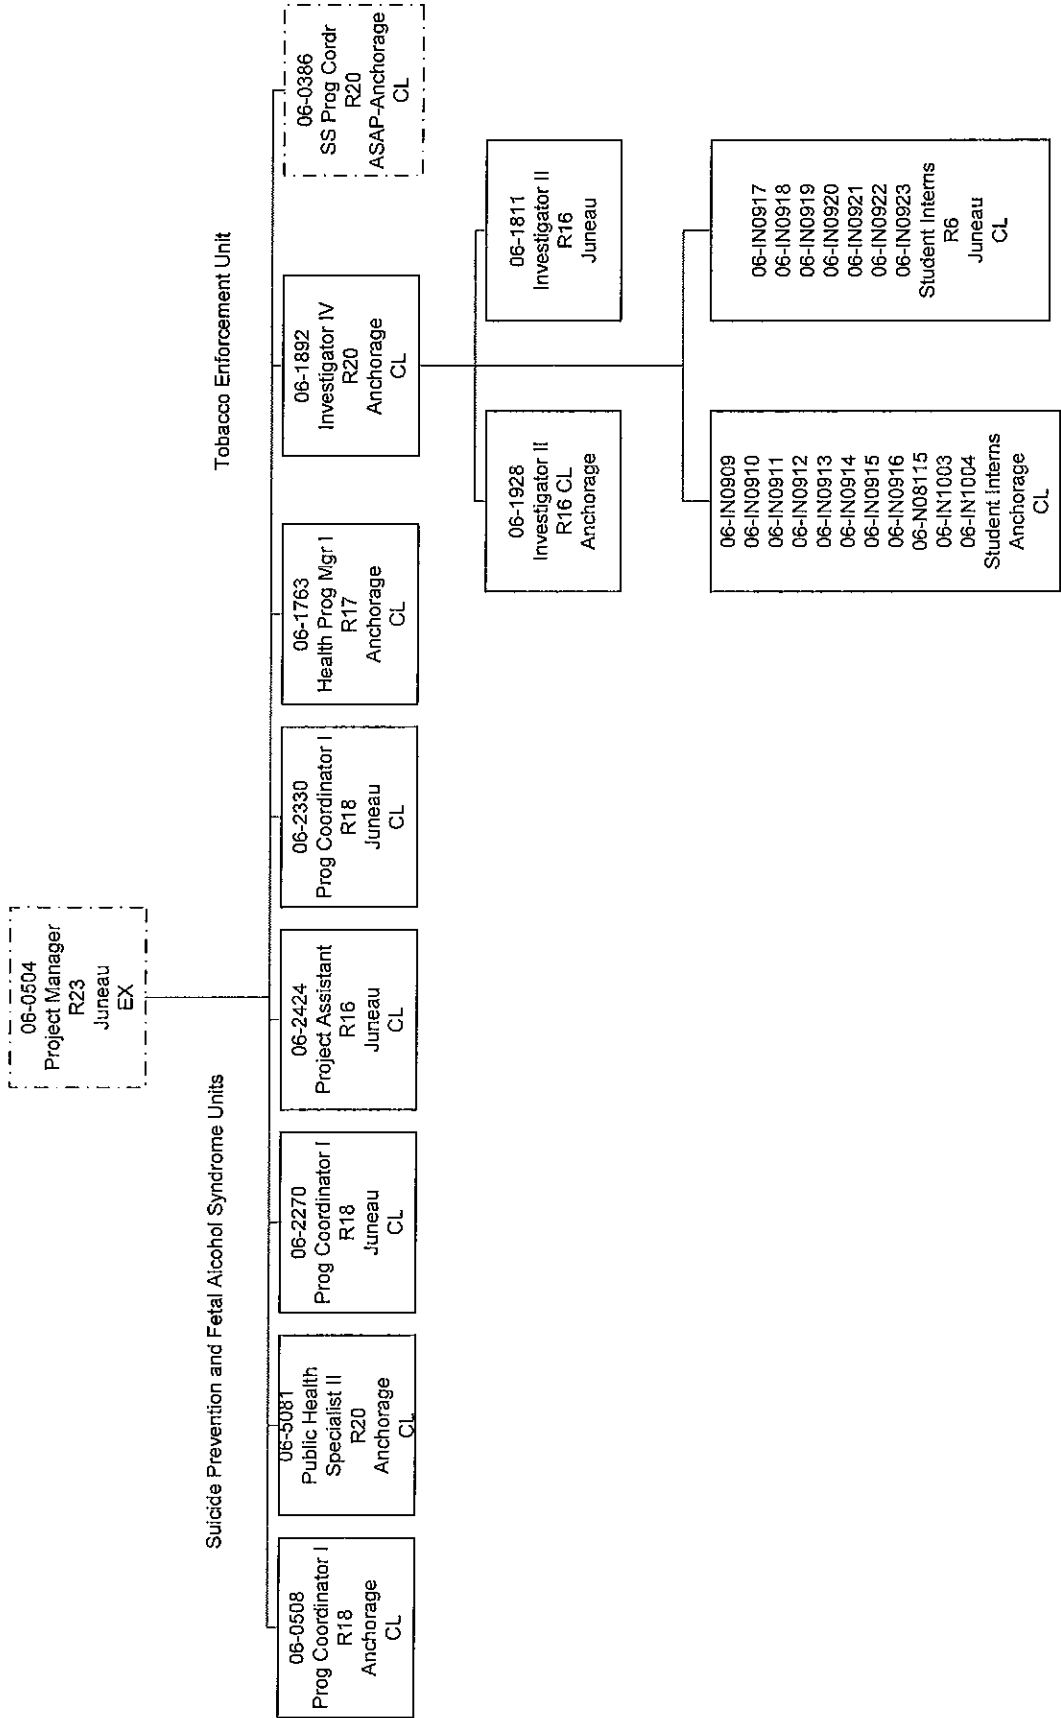 06-0504
Project Manager
R23
Juneau
EX
Suicide Prevention and Fetal Alcohol Syndrome Units
Tobacco Enforcement Unit
06-0508
Prog Coordinator I
R18
Anchorage
CL
06-5081
Public Health
Specialist II
R20
Anchorage
CL
06-2270
Prog Coordinator I
R18
Juneau
CL
06-2424
Project Assistant
R16
Juneau
CL
06-2330
Prog Coordinator I
R18
Juneau
CL
06-1763
Health Prog Mgr I
R17
Anchorage
CL
06-1892
Investigator IV
R20
Anchorage
CL
06-0386
SS Prog Cordr
R20
ASAP-Anchorage
CL
06-1928
Investigator II
R16 CL
Anchorage
06-1811
Investigator II
R16
Juneau
06-IN0909
06-IN0910
06-IN0911
06-IN0912
06-IN0913
06-IN0914
06-IN0915
06-IN0916
06-N08115
06-IN1003
06-IN1004
Student Interns
Anchorage
CL
06-IN0917
06-IN0918
06-IN0919
06-IN0920
06-IN0921
06-IN0922
06-IN0923
Student Interns
R6
Juneau
CL